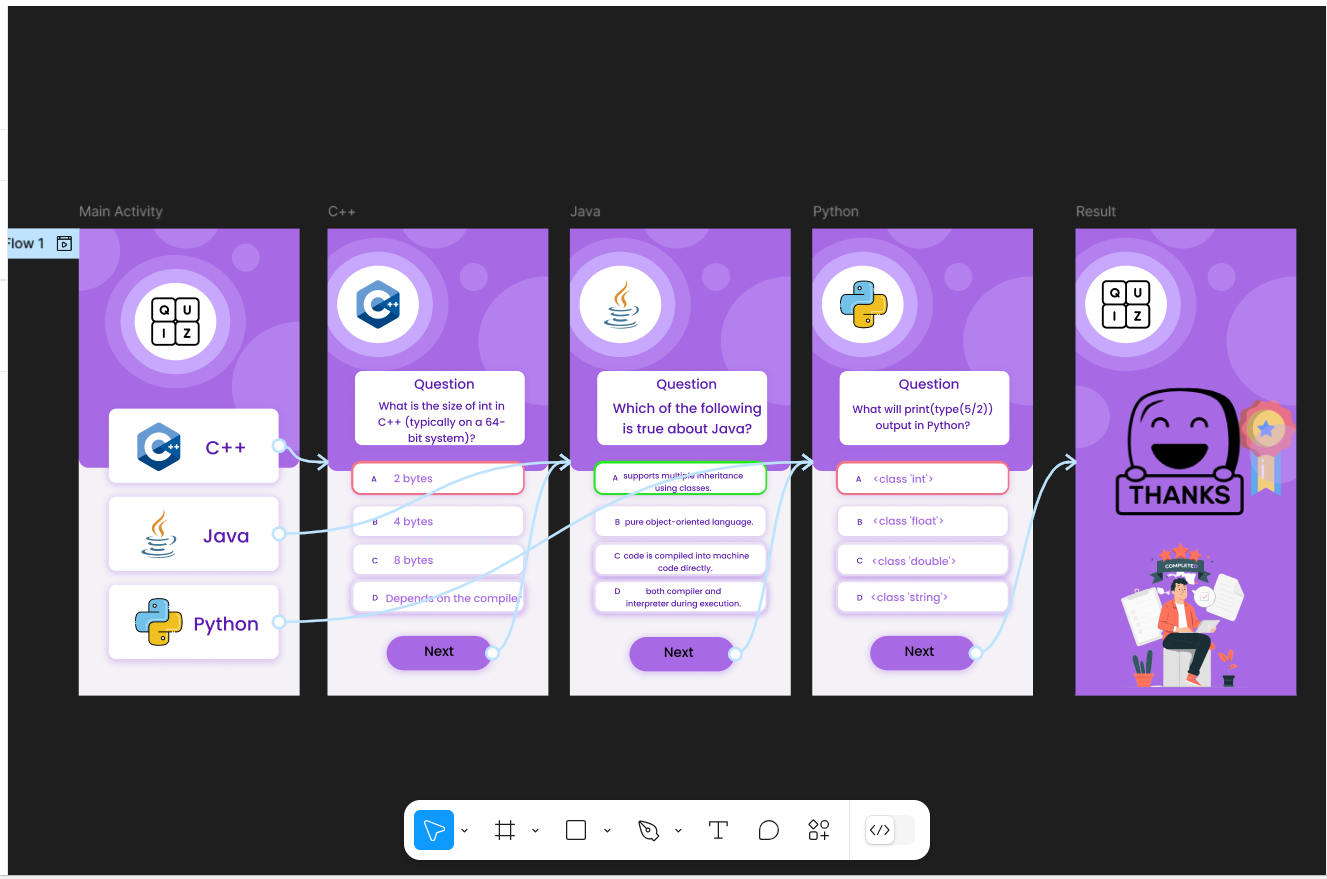 Main Activity
C++
Java
Python
Result
Flow 1
Q U
I Z
C++
Java
Python
C ++
Question
What is the size of int in
C++ (typically on a 64-
bit system)?
A 2 bytes
B 4 bytes
C 8 bytes
D Depends on the compiler
Next
Question
Which of the following
is true about Java?
A supports multiple inheritance
using classes.
B pure object-oriented language.
C code is compiled into machine
code directly.
D both compiler and
interpreter during execution.
Next
Question
What will print(type(5/2))
output in Python?
A <class 'int'>
B <class 'float'>
C <class 'double'>
D <class 'string'>
Next
Q U
I Z
THANKS
COMPLETED